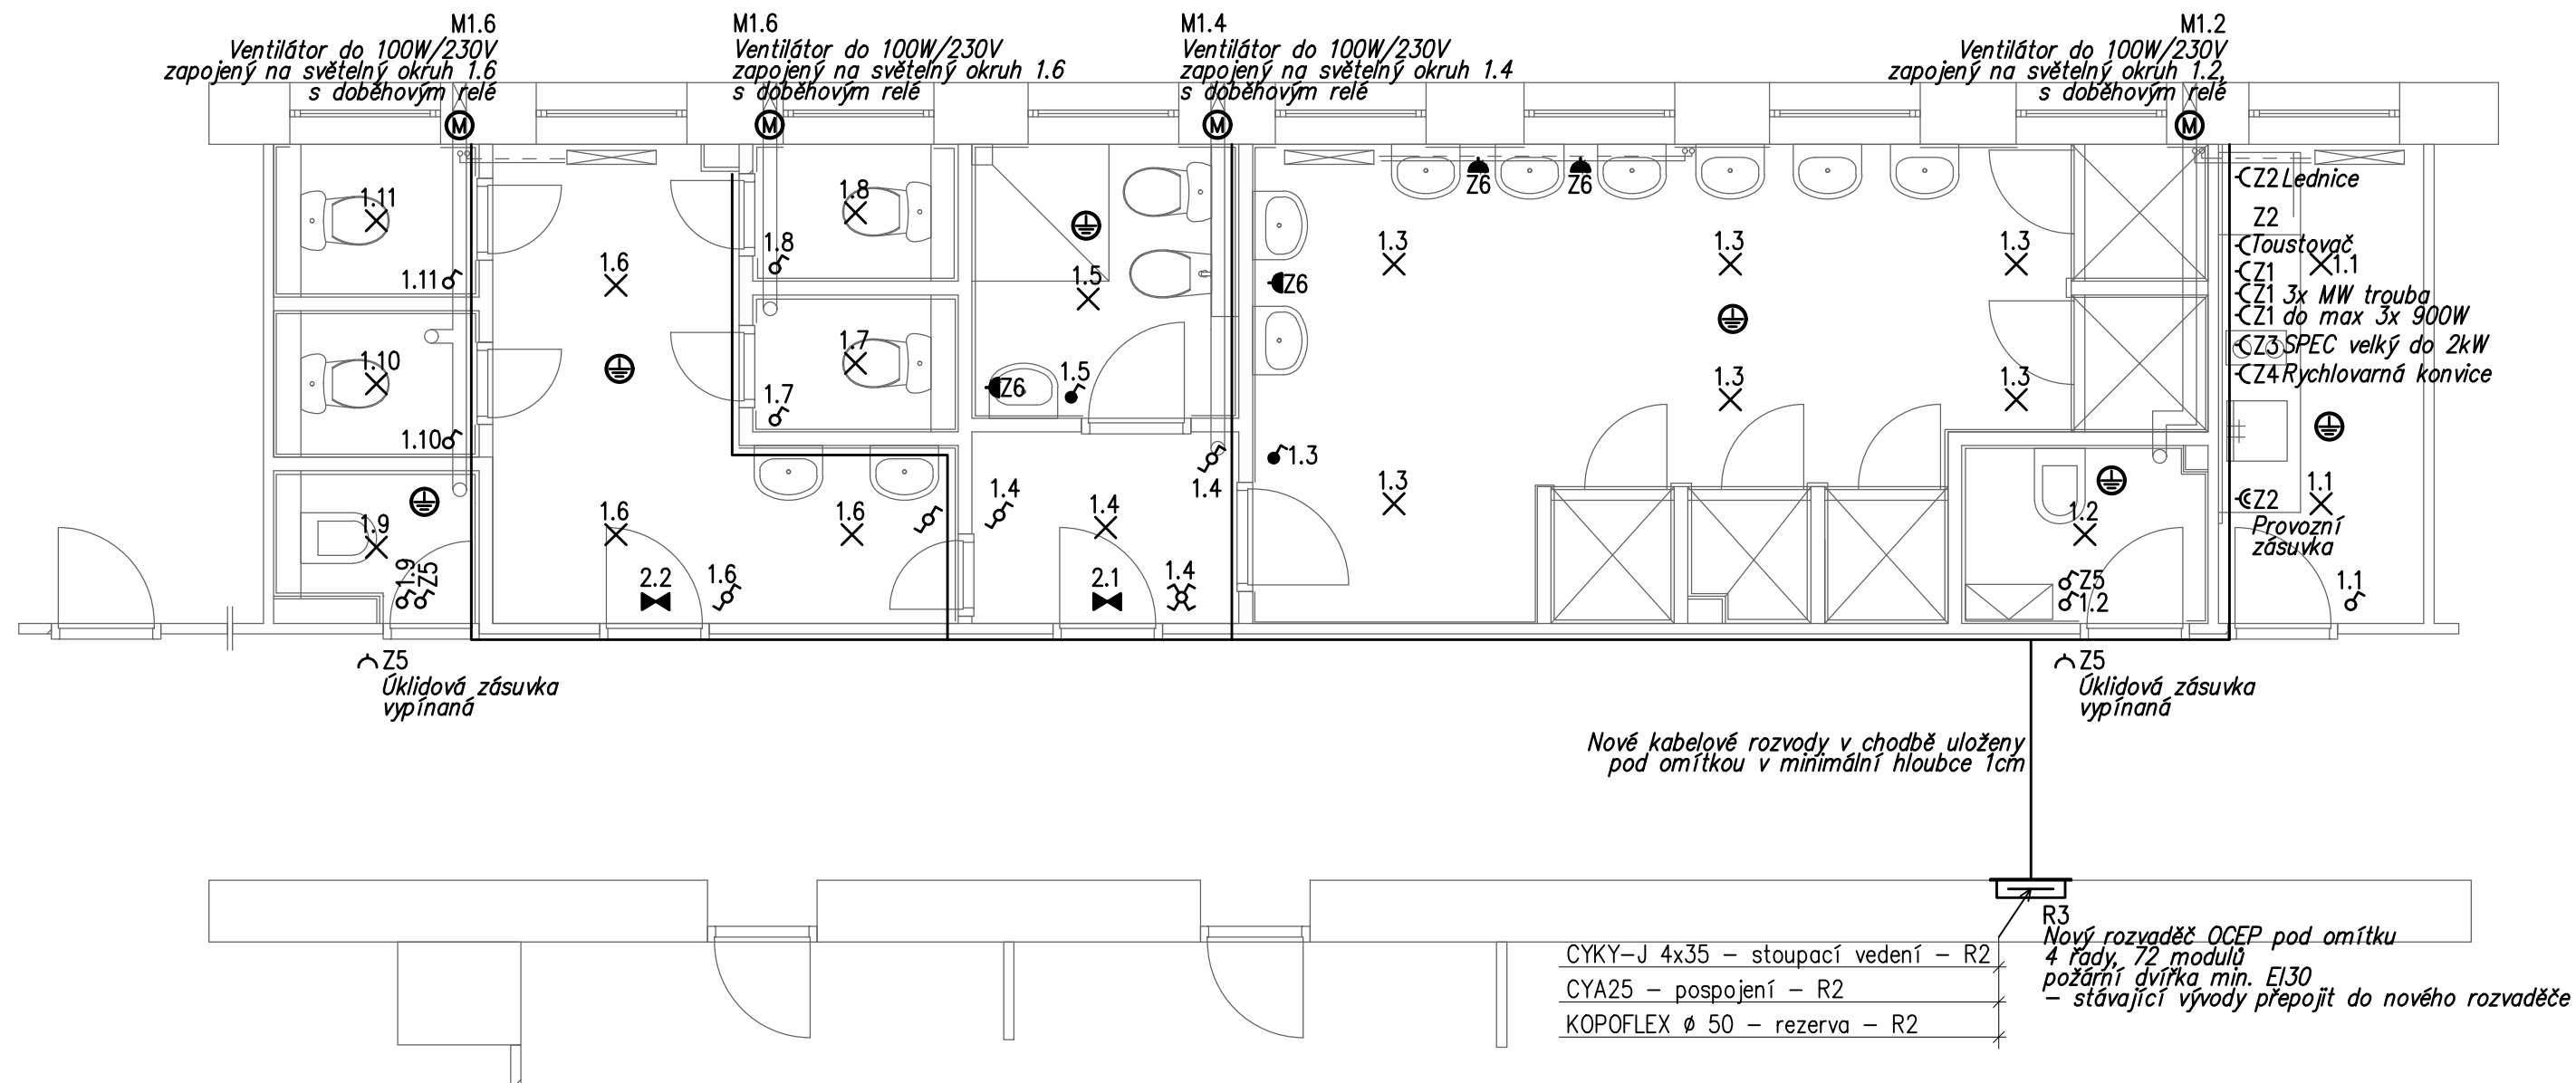 M1.6
Ventilátor do 100W/230V
zapojený na světelný okruh 1.6
s doběhovým relé
M1.6
Ventilátor do 100W/230V
zapojený na světelný okruh 1.6
s doběhovým relé
M1.4
Ventilátor do 100W/230V
zapojený na světelný okruh 1.4
s doběhovým relé
M1.2
Ventilátor do 100W/230V
zapojený na světelný okruh 1.2,
s doběhovým relé
M
M
M
M
1.11
1.11
1.10
1.10
1.9
1.9
Z5
1.6
1.6
1.6
1.6
2.2
1.8
1.8
1.7
1.7
1.5
1.5
Z6
1.4
1.4
1.4
1.4
2.1
Z6
Z6
Z6
1.3
1.3
1.3
1.3
1.3
1.3
1.3
1.2
Z5
1.2
Z2 Lednice
Z2
Toustovač
Z1
Z1 3x MW trouba
Z1 do max 3x 900W
Z3 SPEC velký do 2kW
Z4 Rychlovarná konvice
1.1
1.1
Z2
Provozní
zásuvka
1.1
Z5
Úklidová zásuvka
vypínaná
Z5
Úklidová zásuvka
vypínaná
Nové kabelové rozvody v chodbě uloženy
pod omítkou v minimální hloubce 1cm
R3
Nový rozvaděč OCEP pod omítku
4 řady, 72 modulů
požární dvířka min. EI30
– stávající vývody přepojit do nového rozvaděče
CYKY-J 4x35 – stoupací vedení – R2
CYA25 – pospojení – R2
KOPOFLEX ø 50 – rezerva – R2